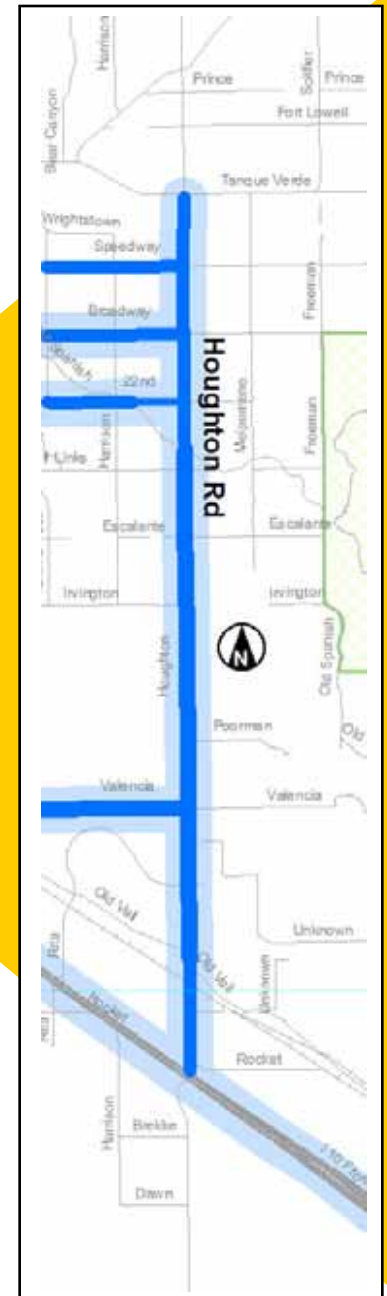 Harrison
Soldier
Prince
Prince
Bear Canyon
Fort Lowell
Tanque Verde
Wrightstown
Speedway
Freeman
Broadway
Spanish
22nd
Houghton Rd
Melpomene
Freeman
Harrison
Escalante
Escalante
Irvington
Irvington
N
Houghton
Old Spanish
Poorman
Old
Valencia
Valencia
Old Vail
Rita
Old Vail
Unknown
Unknown
Rocket
Rocket
Harrison
Brekke
Dawn